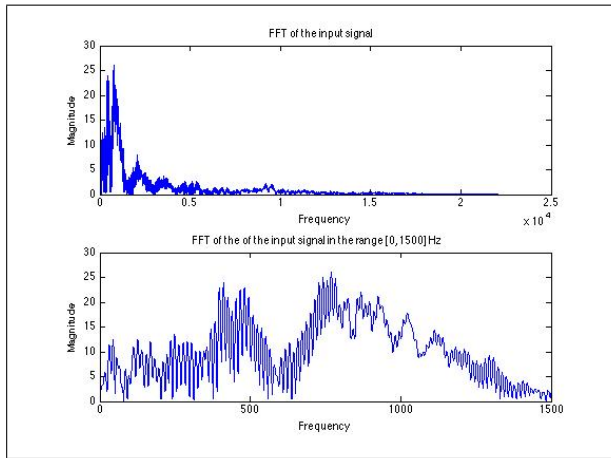 FFT of the input signal
30
25
20
15
10
5
0
Magnitude
0 0.5 1 1.5 2 2.5
Frequency
x 10^4
FFT of the of the input signal in the range [0,1500] Hz
30
25
20
15
10
5
0
Magnitude
0 500 1000 1500
Frequency